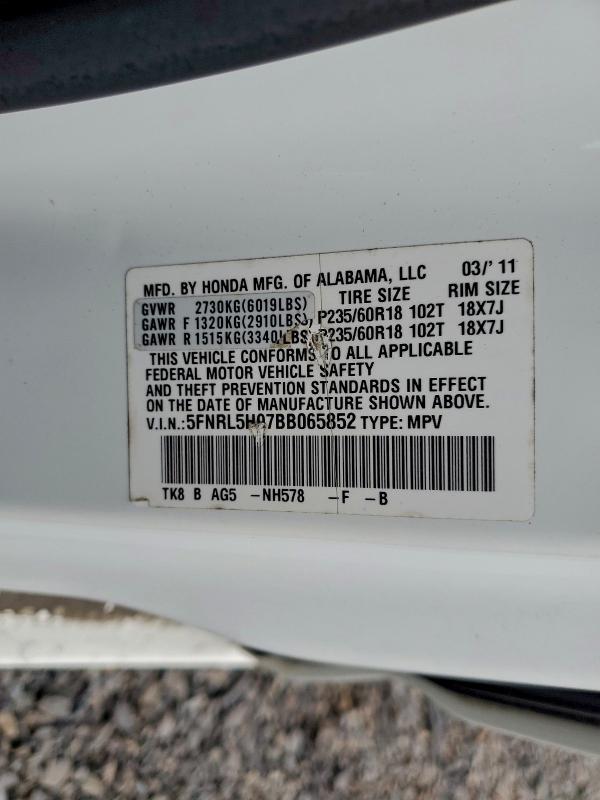 MFD. BY HONDA MFG. OF ALABAMA, LLC 03/' 11
GVWR 2730KG(6019LBS) TIRE SIZE RIM SIZE
GAWR F 1320KG(2910LBS), P235/60R18 102T 18X7J
GAWR R 1515KG(3340LBS), P235/60R18 102T 18X7J
THIS VEHICLE CONFORMS TO ALL APPLICABLE
FEDERAL MOTOR VEHICLE SAFETY
AND THEFT PREVENTION STANDARDS IN EFFECT
ON THE DATE OF MANUFACTURE SHOWN ABOVE.
V.I.N.: 5FNRL5H97BB065852 TYPE: MPV
TK8 B AG5 -NH578 -F -B